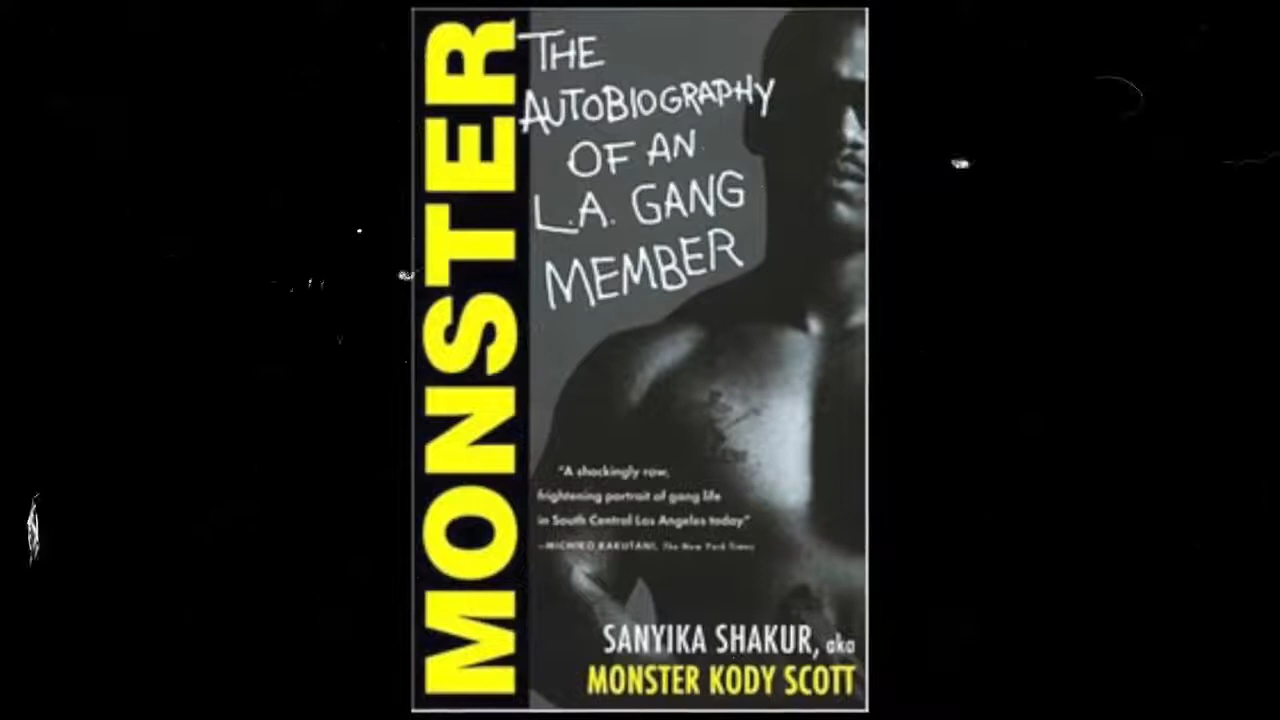 MONSTER
THE
AUTOBIOGRAPHY
OF AN
L.A. GANG
MEMBER
"A shockingly raw,
frightening portrait of gang life
in South Central Los Angeles today"
—MICHIKO KAKUTANI, The New York Times
SANYIKA SHAKUR, aka
MONSTER KODY SCOTT